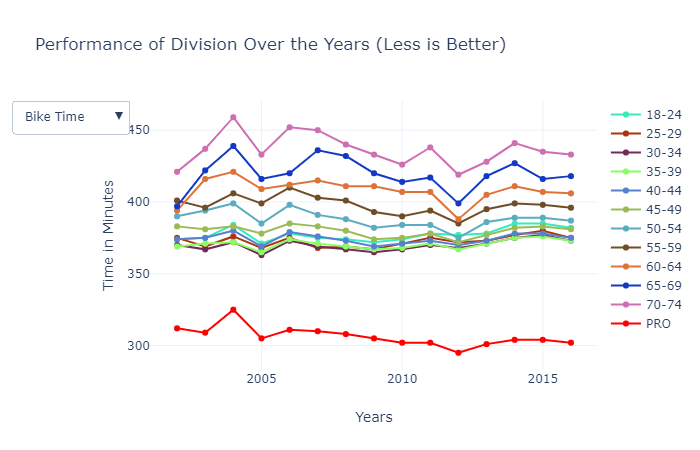 Performance of Division Over the Years (Less is Better)
Bike Time ▼
450
400
350
300
Time in Minutes
2005 2010 2015
Years
18-24
25-29
30-34
35-39
40-44
45-49
50-54
55-59
60-64
65-69
70-74
PRO